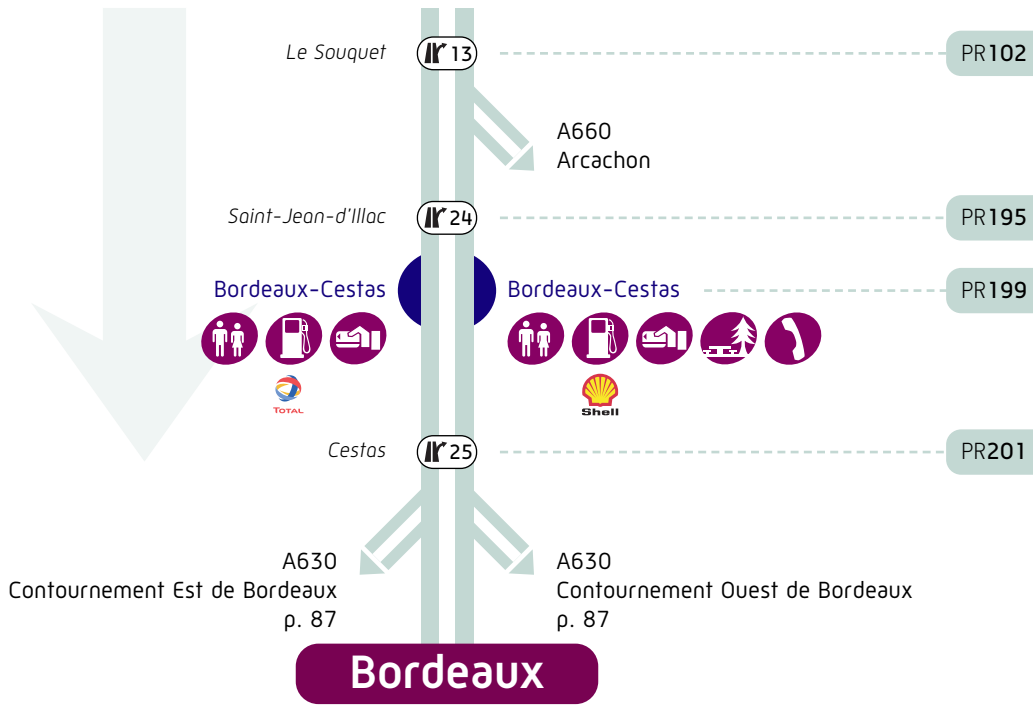 Le Souquet 13 PR102
A660
Arcachon
Saint-Jean-d'Illac 24 PR195
Bordeaux-Cestas Bordeaux-Cestas PR199
TOTAL Shell
Cestas 25 PR201
A630
Contournement Est de Bordeaux
p. 87
A630
Contournement Ouest de Bordeaux
p. 87
Bordeaux